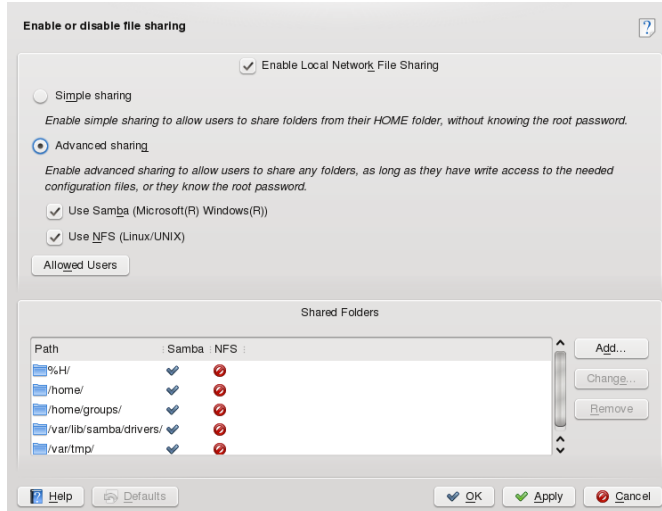 Enable or disable file sharing
Enable Local Network File Sharing
Simple sharing
Enable simple sharing to allow users to share folders from their HOME folder, without knowing the root password.
Advanced sharing
Enable advanced sharing to allow users to share any folders, as long as they have write access to the needed
configuration files, or they know the root password.
Use Samba (Microsoft(R) Windows(R))
Use NFS (Linux/UNIX)
Allowed Users
Shared Folders
Path Samba NFS
%H/
/home/
/home/groups/
/var/lib/samba/drivers/
/var/tmp/
Add...
Change...
Remove
Help Defaults OK Apply Cancel